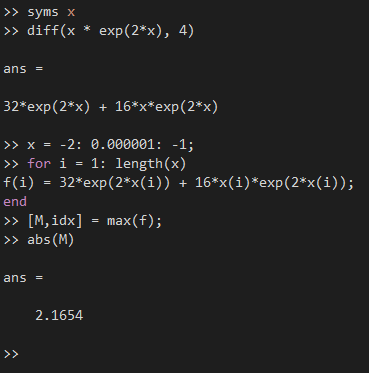 >> syms x
>> diff(x * exp(2*x), 4)
ans =
32*exp(2*x) + 16*x*exp(2*x)
>> x = -2: 0.000001: -1;
>> for i = 1: length(x)
f(i) = 32*exp(2*x(i)) + 16*x(i)*exp(2*x(i));
end
>> [M,idx] = max(f);
>> abs(M)
ans =
2.1654
>>